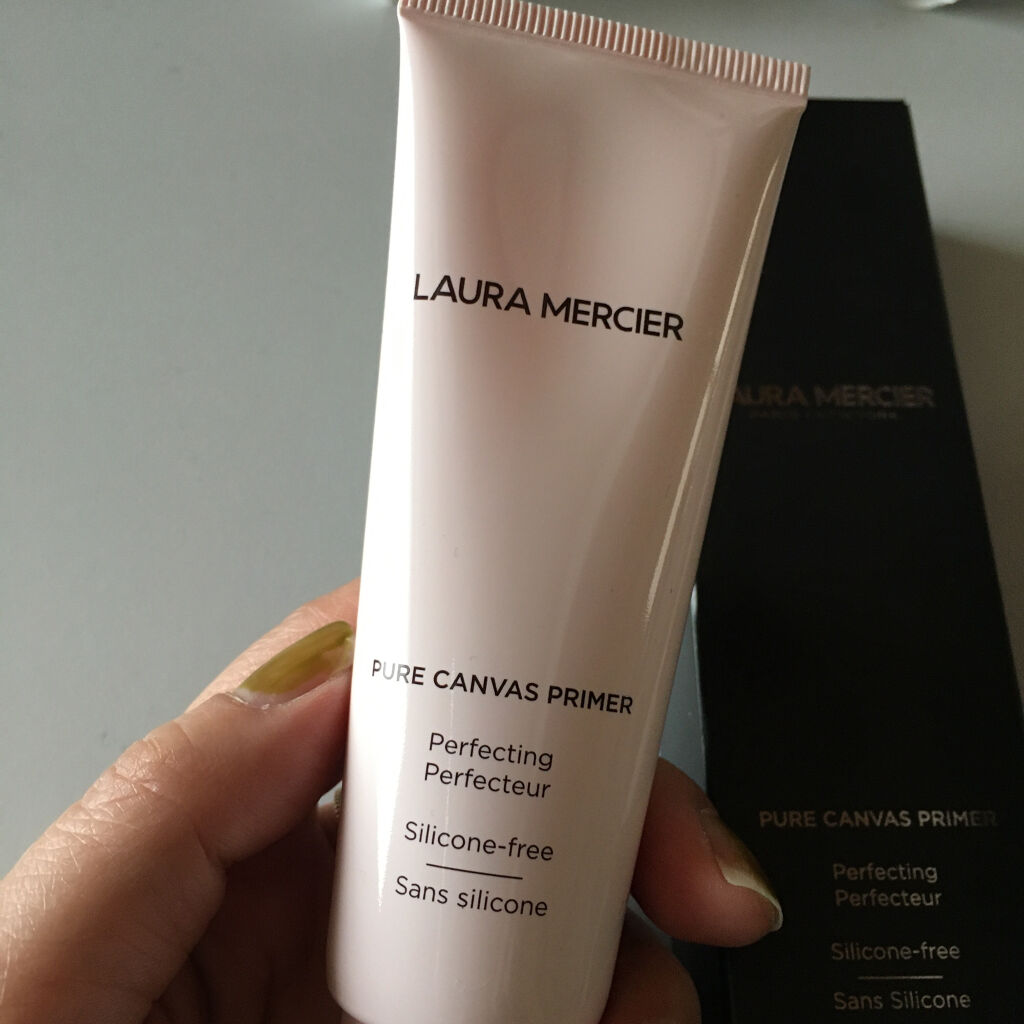 LAURA MERCIER
PURE CANVAS PRIMER
Perfecting
Perfecteur
Silicone-free
Sans silicone
LAURA MERCIER
PURE CANVAS PRIMER
Perfecting
Perfecteur
Silicone-free
Sans Silicone